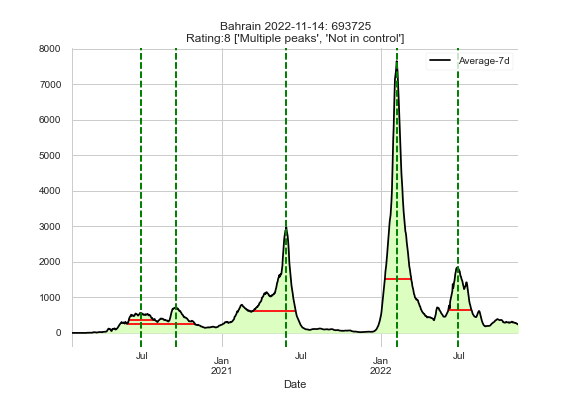 Bahrain 2022-11-14: 693725
Rating:8 ['Multiple peaks', 'Not in control']
Average-7d
8000
7000
6000
5000
4000
3000
2000
1000
0
Jul
Jan
2021
Jul
Jan
2022
Jul
Date